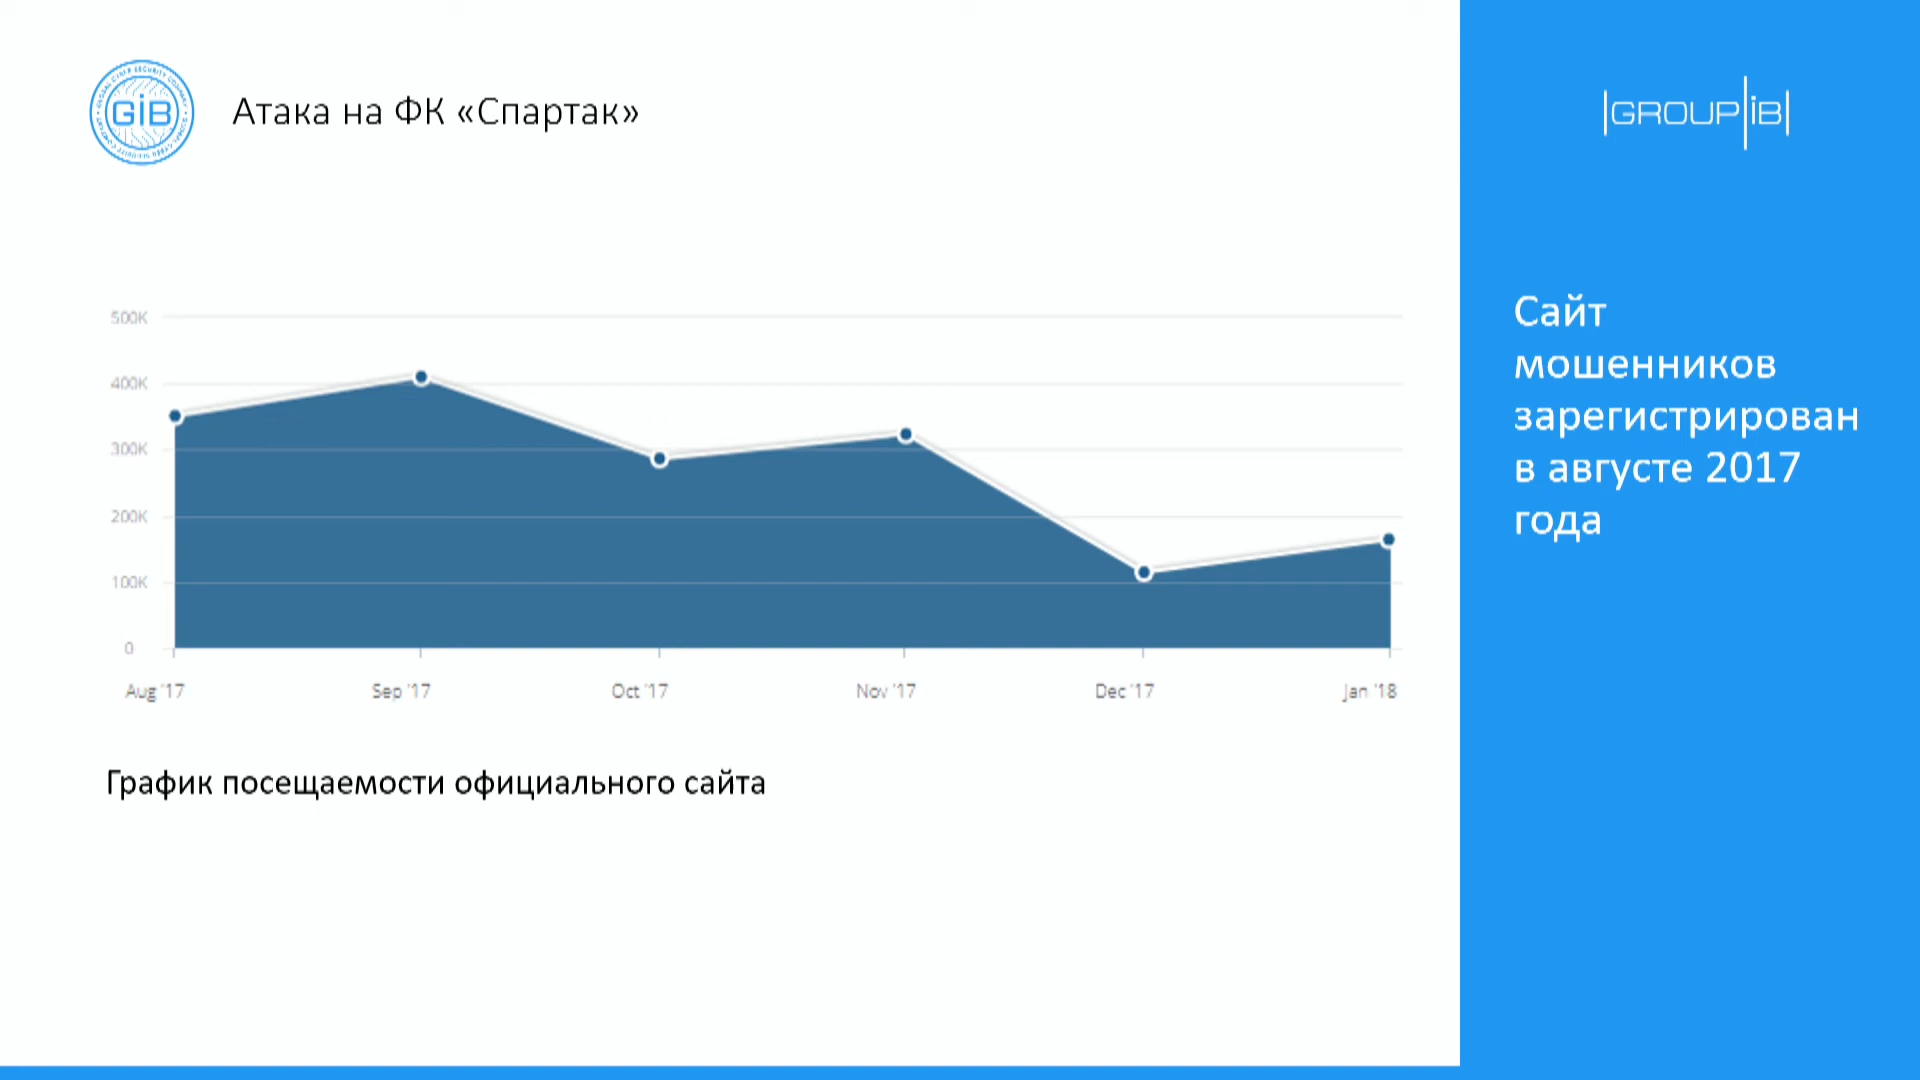 GiB
Атака на ФК «Спартак»
GROUP iB
500K
400K
300K
200K
100K
0
Aug '17
Sep '17
Oct '17
Nov '17
Dec '17
Jan '18
График посещаемости официального сайта
Сайт
мошенников
зарегистрирован
в августе 2017
года